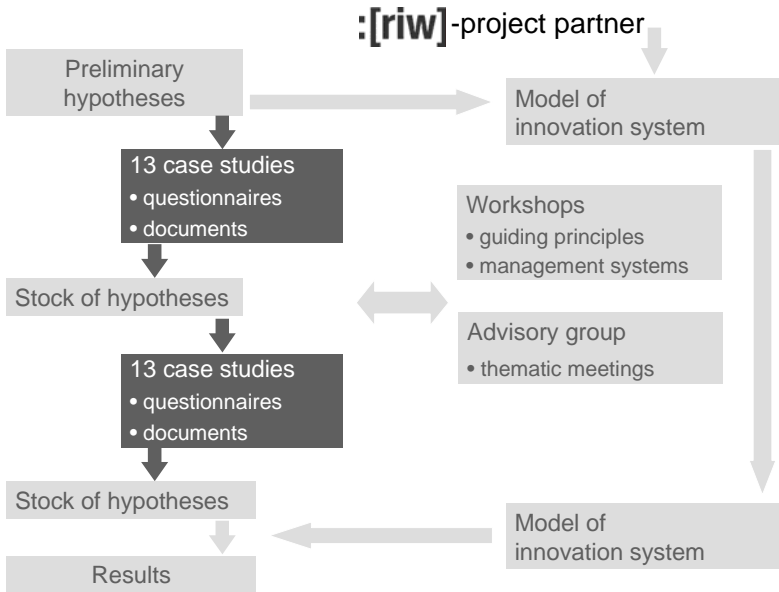 :[riw]-project partner
Preliminary
hypotheses
Model of
innovation system
13 case studies
• questionnaires
• documents
Workshops
• guiding principles
• management systems
Stock of hypotheses
Advisory group
• thematic meetings
13 case studies
• questionnaires
• documents
Stock of hypotheses
Model of
innovation system
Results